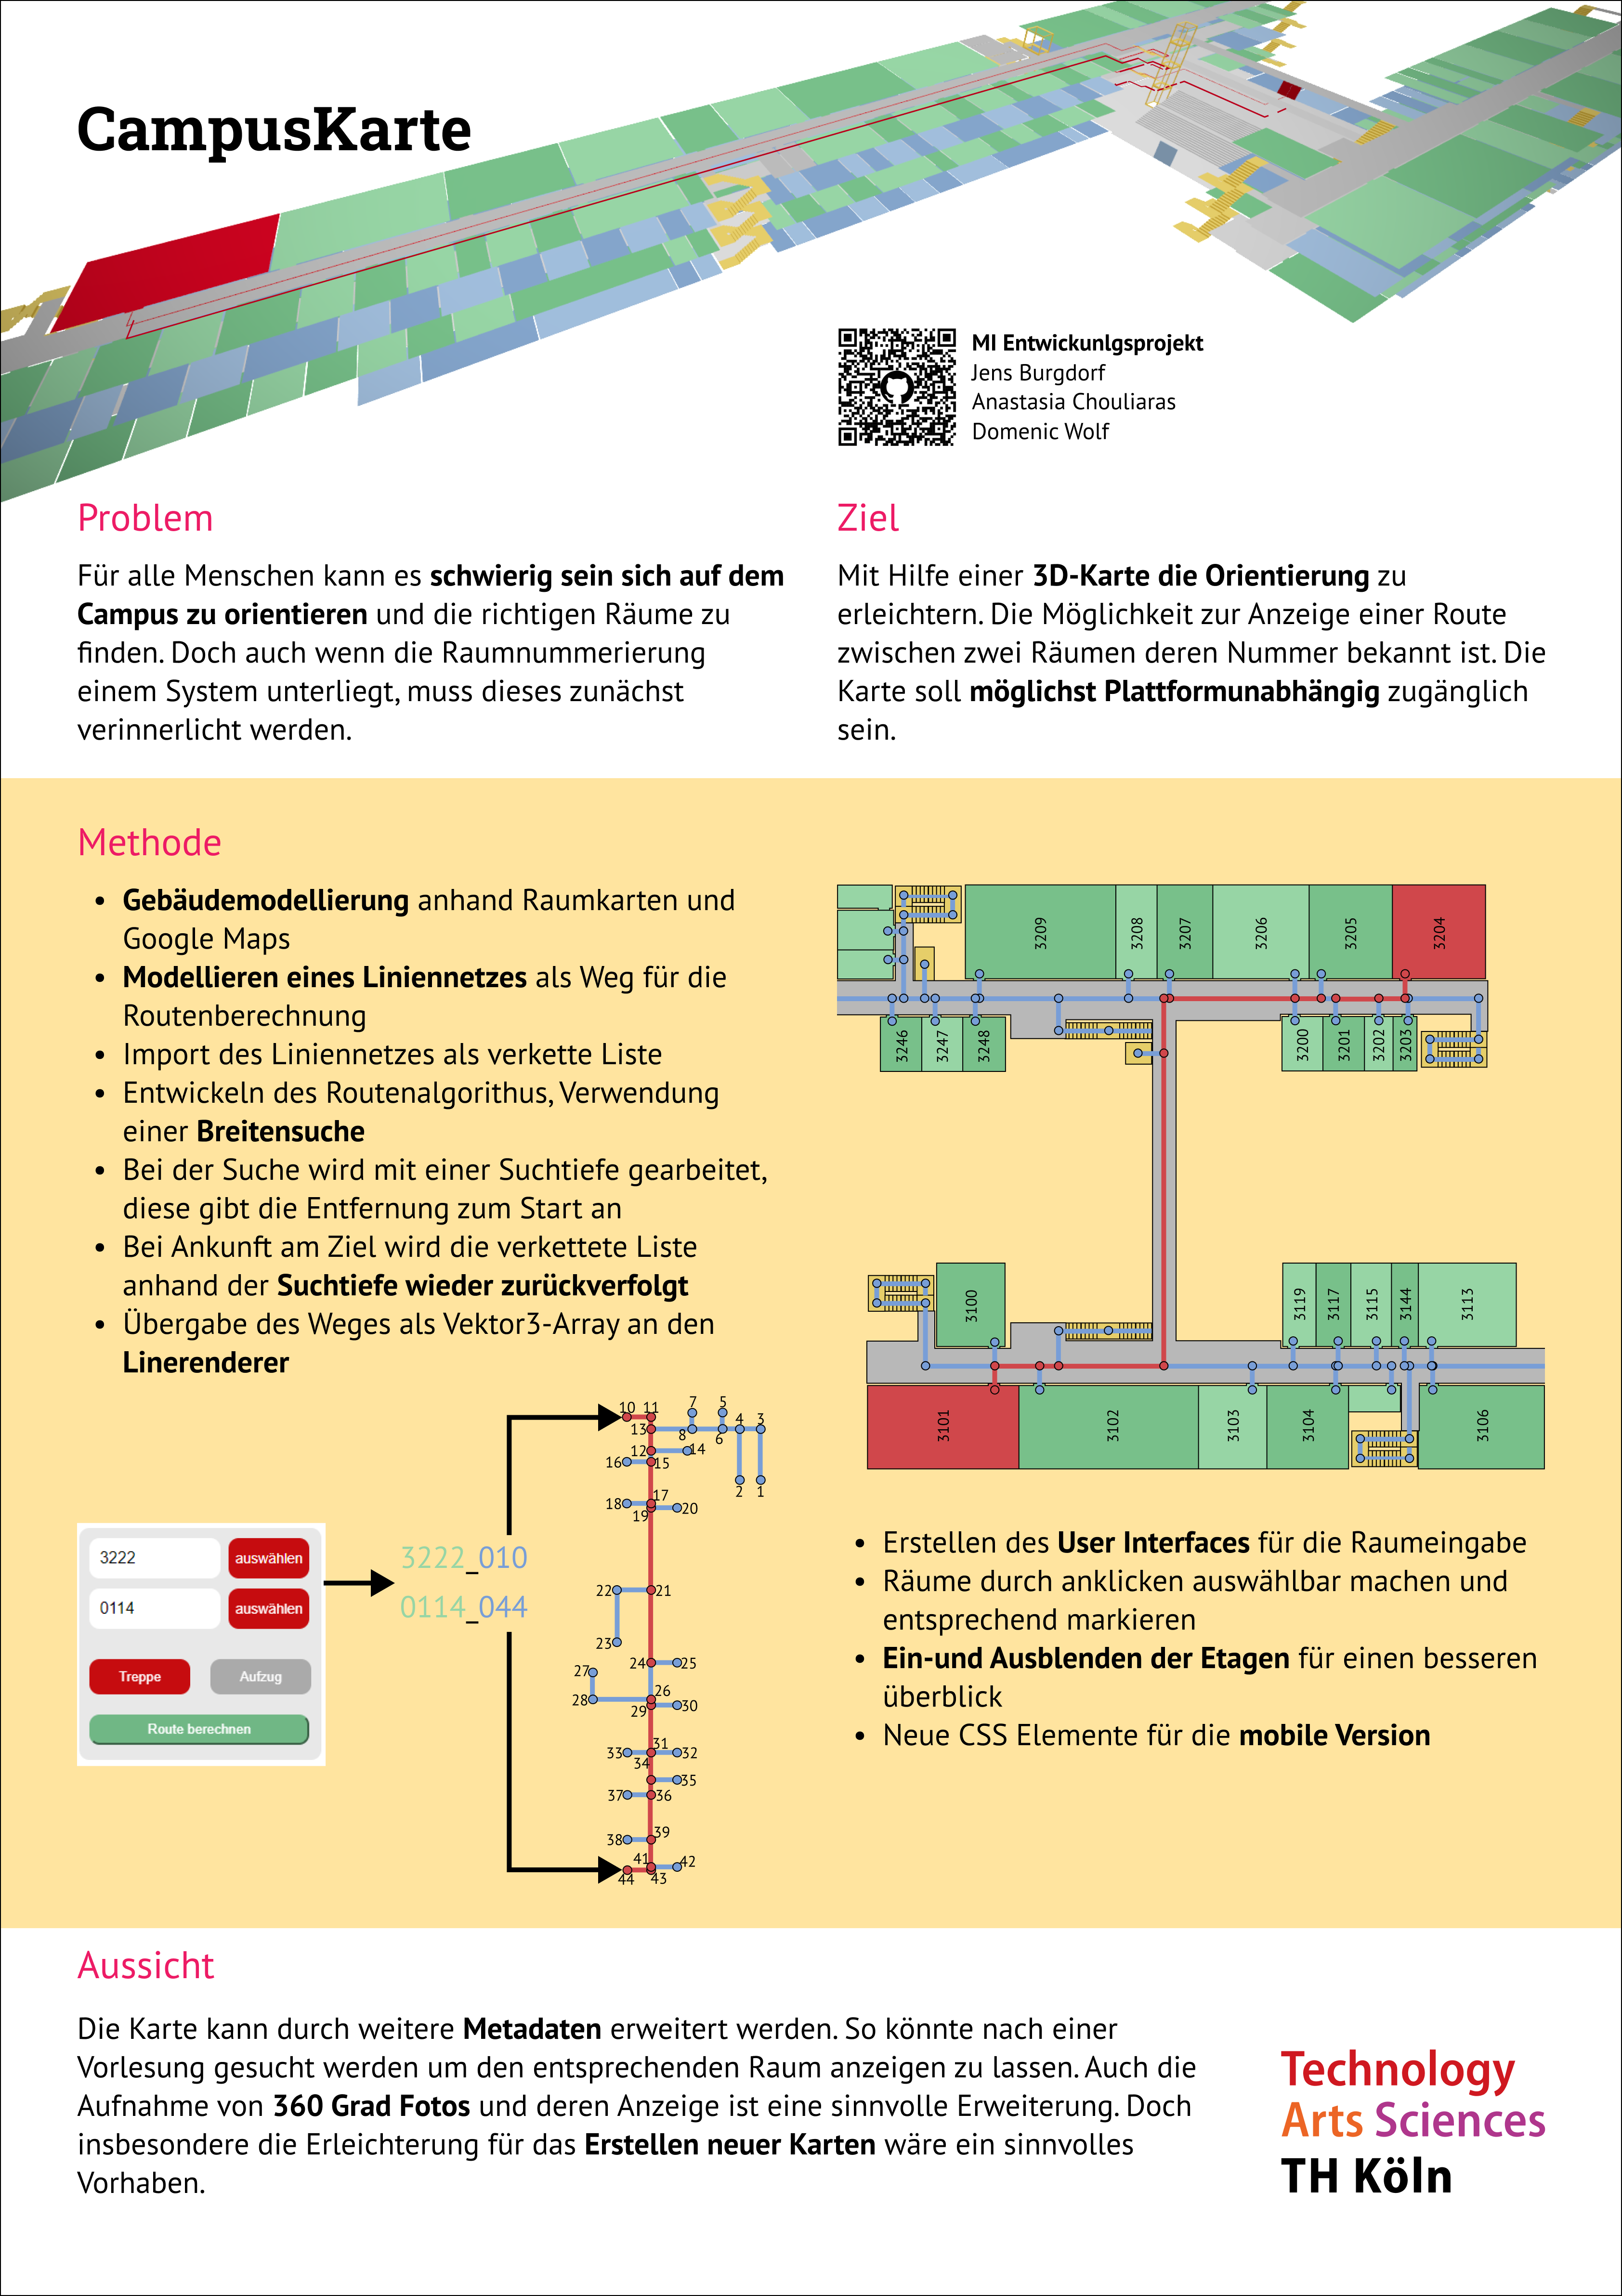 CampusKarte
MI Entwickunlgsprojekt
Jens Burgdorf
Anastasia Chouliaras
Domenic Wolf
Problem
Für alle Menschen kann es schwierig sein sich auf dem
Campus zu orientieren und die richtigen Räume zu
finden. Doch auch wenn die Raumnummerierung
einem System unterliegt, muss dieses zunächst
verinnerlicht werden.
Ziel
Mit Hilfe einer 3D-Karte die Orientierung zu
erleichtern. Die Möglichkeit zur Anzeige einer Route
zwischen zwei Räumen deren Nummer bekannt ist. Die
Karte soll möglichst Plattformunabhängig zugänglich
sein.
Methode
• Gebäudemodellierung anhand Raumkarten und
Google Maps
• Modellieren eines Liniennetzes als Weg für die
Routenberechnung
• Import des Liniennetzes als verkette Liste
• Entwickeln des Routenalgorithus, Verwendung
einer Breitensuche
• Bei der Suche wird mit einer Suchtiefe gearbeitet,
diese gibt die Entfernung zum Start an
• Bei Ankunft am Ziel wird die verkettete Liste
anhand der Suchtiefe wieder zurückverfolgt
• Übergabe des Weges als Vektor3-Array an den
Linerenderer
3222 auswählen
0114 auswählen
Treppe Aufzug
Route berechnen
3222_010
0114_044
10 11 7 5
13 8 6 4 3
12 14
16 15
2 1
18 17
19 20
22 21
23
24 25
27
28 26
29 30
31
33 32
34
35
37 36
38 39
41 42
44 43
3209 3208 3207 3206 3205 3204
3246 3247 3248 3200 3201 3202 3203
3100 3119 3117 3115 3144 3113
3101 3102 3103 3104 3106
• Erstellen des User Interfaces für die Raumeingabe
• Räume durch anklicken auswählbar machen und
entsprechend markieren
• Ein-und Ausblenden der Etagen für einen besseren
überblick
• Neue CSS Elemente für die mobile Version
Aussicht
Die Karte kann durch weitere Metadaten erweitert werden. So könnte nach einer
Vorlesung gesucht werden um den entsprechenden Raum anzeigen zu lassen. Auch die
Aufnahme von 360 Grad Fotos und deren Anzeige ist eine sinnvolle Erweiterung. Doch
insbesondere die Erleichterung für das Erstellen neuer Karten wäre ein sinnvolles
Vorhaben.
Technology
Arts Sciences
TH Köln